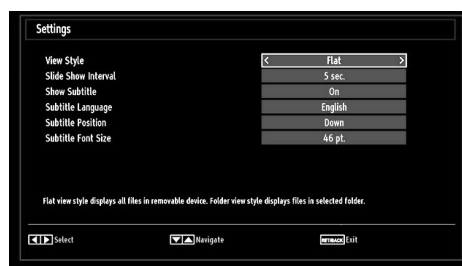 Settings
View Style < Flat >
Slide Show Interval 5 sec.
Show Subtitle On
Subtitle Language English
Subtitle Position Down
Subtitle Font Size 46 pt.
Flat view style displays all files in removable device. Folder view style displays files in selected folder.
Select Navigate RET/BACK Exit